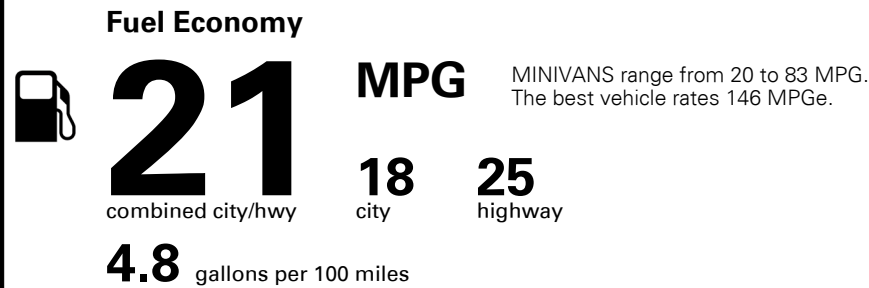 Fuel Economy
21 MPG
MINIVANS range from 20 to 83 MPG.
The best vehicle rates 146 MPGe.
18 25
combined city/hwy city highway
4.8 gallons per 100 miles